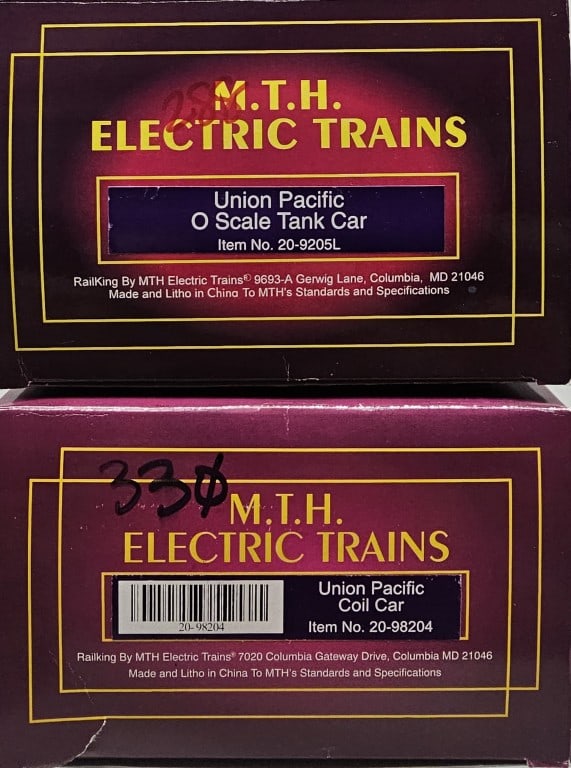 288
M.T.H.
ELECTRIC TRAINS
Union Pacific
O Scale Tank Car
Item No. 20-9205L
RailKing By MTH Electric Trains© 9693-A Gerwig Lane, Columbia, MD 21046
Made and Litho in China To MTH's Standards and Specifications
330
M.T.H.
ELECTRIC TRAINS
20-98204
Union Pacific
Coil Car
Item No. 20-98204
Railking By MTH Electric Trains® 7020 Columbia Gateway Drive, Columbia MD 21046
Made and Litho in China To MTH's Standards and Specifications